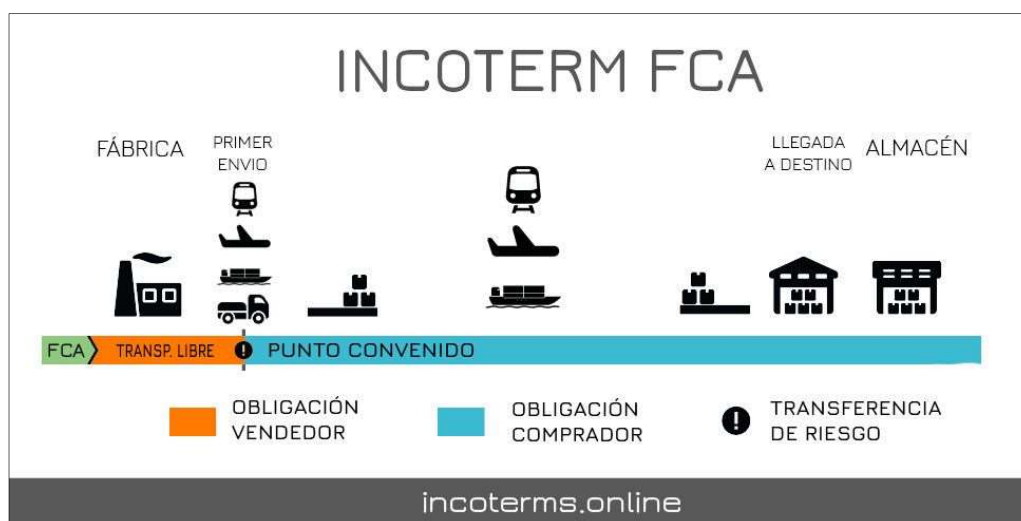 INCOTERM FCA
FÁBRICA
PRIMER
ENVIO
LLEGADA
A DESTINO
ALMACÉN
FCA
TRANSP. LIBRE
PUNTO CONVENIDO
OBLIGACIÓN
VENDEDOR
OBLIGACIÓN
COMPRADOR
TRANSFERENCIA
DE RIESGO
incoterms.online